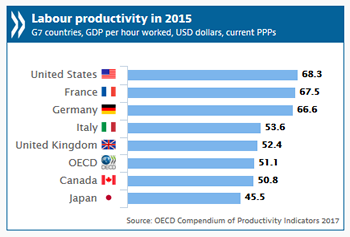 Labour productivity in 2015
G7 countries, GDP per hour worked, USD dollars, current PPPs
United States 68.3
France 67.5
Germany 66.6
Italy 53.6
United Kingdom 52.4
OECD OECD 51.1
Canada 50.8
Japan 45.5
Source: OECD Compendium of Productivity Indicators 2017